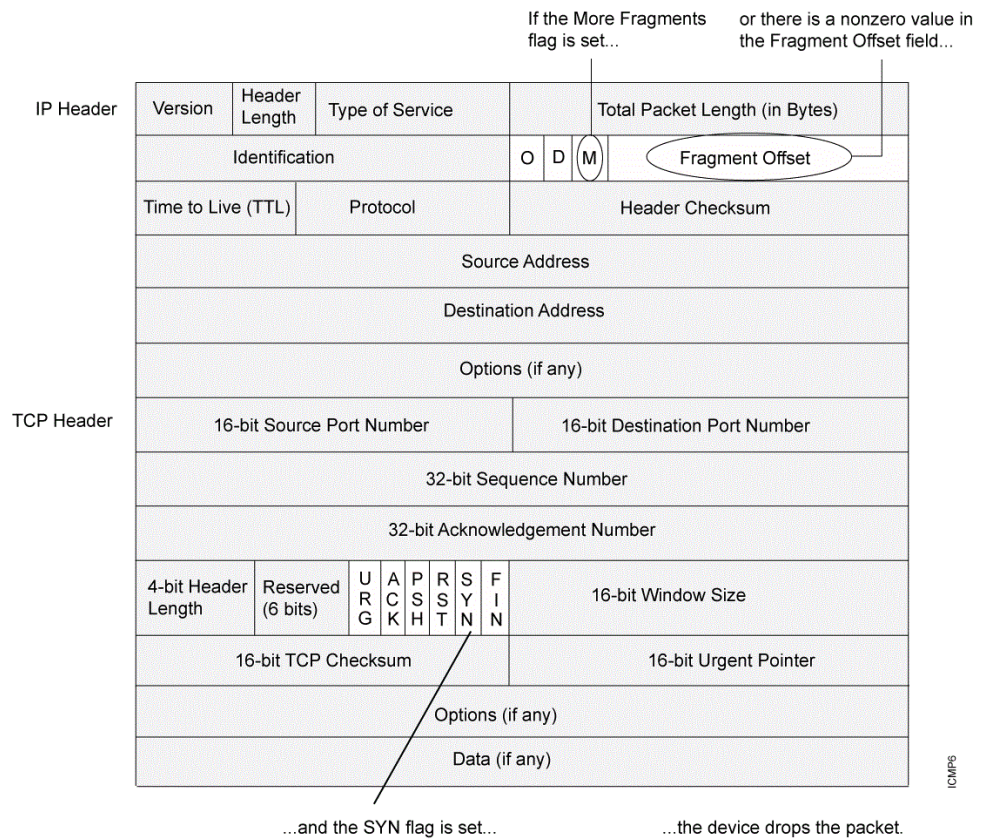 If the More Fragments
flag is set...
or there is a nonzero value in
the Fragment Offset field...
IP Header
Version
Header
Length
Type of Service
Total Packet Length (in Bytes)
Identification
O
D
M
Fragment Offset
Time to Live (TTL)
Protocol
Header Checksum
Source Address
Destination Address
Options (if any)
TCP Header
16-bit Source Port Number
16-bit Destination Port Number
32-bit Sequence Number
32-bit Acknowledgement Number
4-bit Header
Length
Reserved
(6 bits)
URG
ACK
PSH
RST
SYN
FIN
16-bit Window Size
16-bit TCP Checksum
16-bit Urgent Pointer
Options (if any)
Data (if any)
ICMP6
...and the SYN flag is set...
...the device drops the packet.